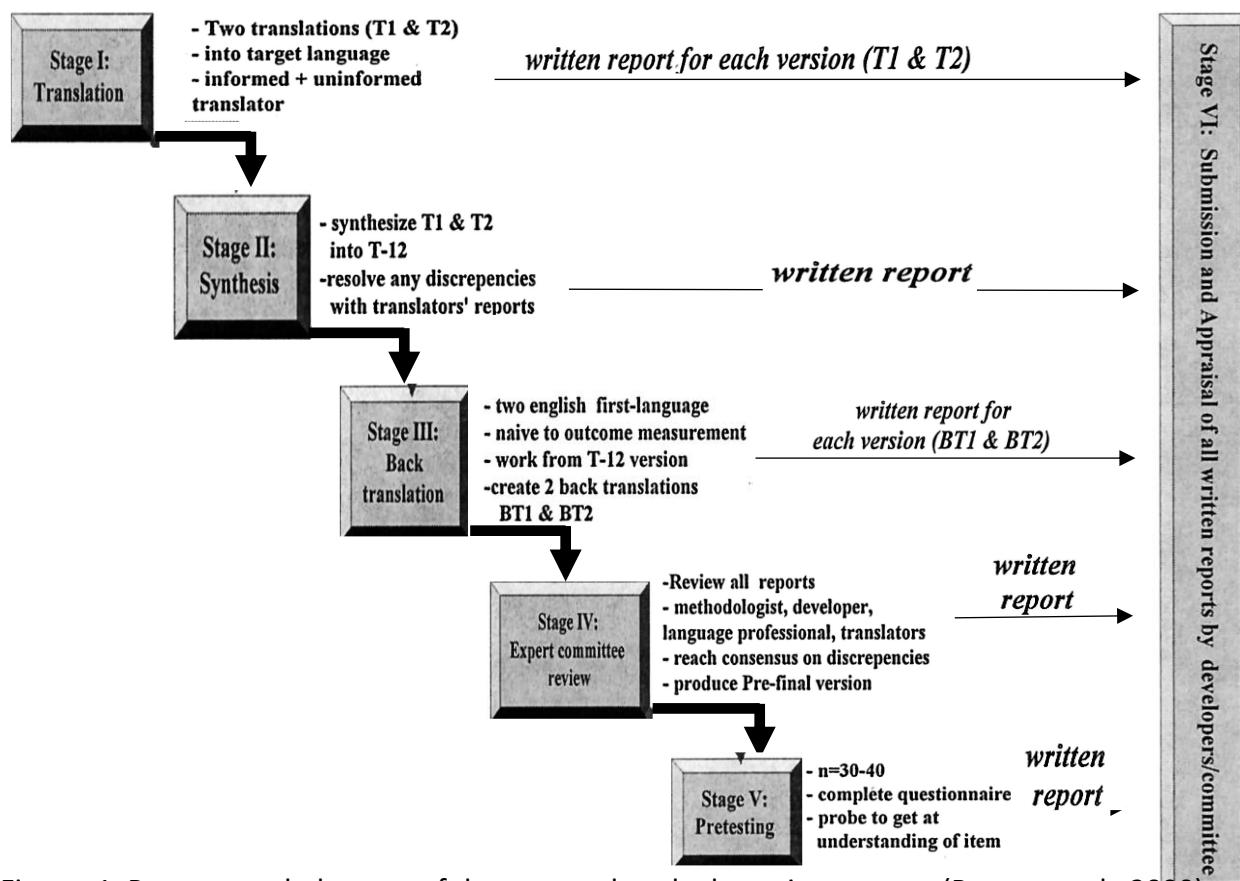 Stage I:
Translation
- Two translations (T1 & T2)
- into target language
- informed + uninformed
translator
written report for each version (T1 & T2)
Stage II:
Synthesis
- synthesize T1 & T2
into T-12
-resolve any discrepencies
with translators' reports
written report
Stage III:
Back
translation
- two english first-language
- naive to outcome measurement
- work from T-12 version
-create 2 back translations
BT1 & BT2
written report for
each version (BT1 & BT2)
Stage IV:
Expert committee
review
-Review all reports
- methodologist, developer,
language professional, translators
- reach consensus on discrepencies
- produce Pre-final version
written
report
Stage V:
Pretesting
- n=30-40
- complete questionnaire
- probe to get at
understanding of item
written
report
Stage VI: Submission and Appraisal of all written reports by developers/committee